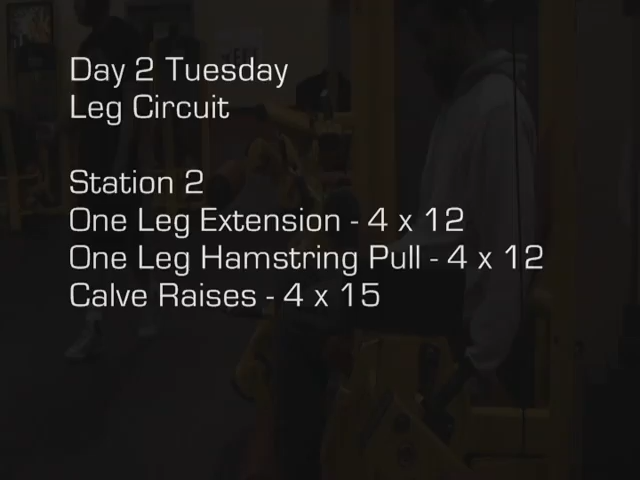 Day 2 Tuesday
Leg Circuit
Station 2
One Leg Extension - 4 x 12
One Leg Hamstring Pull - 4 x 12
Calve Raises - 4 x 15